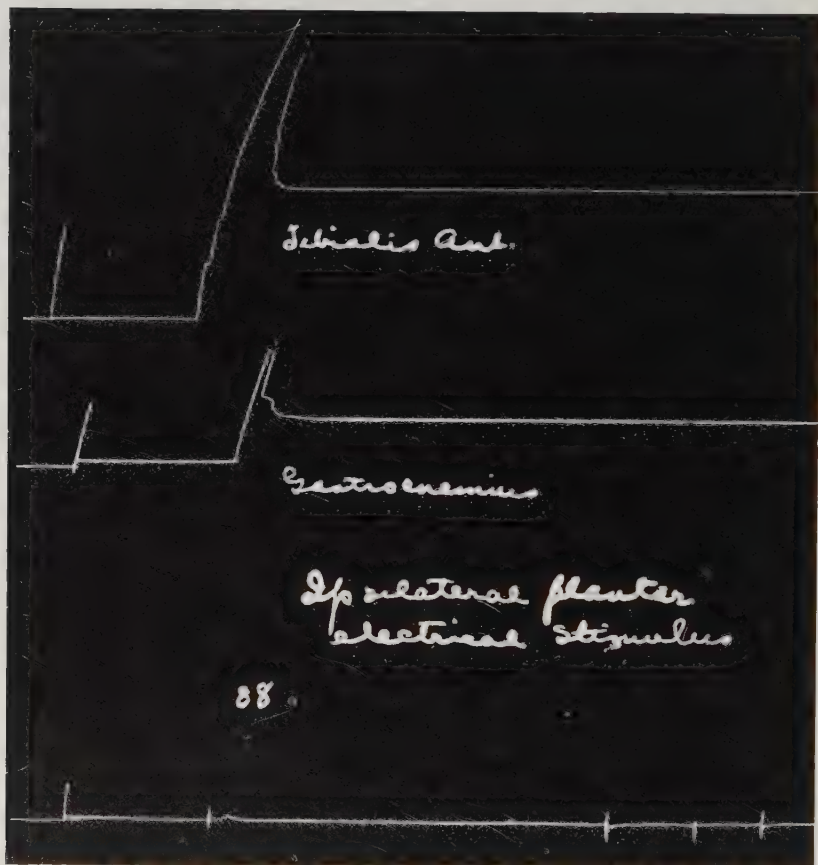 Tibialis Ant.
Gastrocnemius
Ipsilateral plantar
electrical stimulus
88